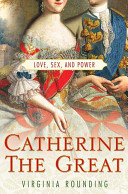 LOVE, SEX, AND POWER
CATHERINE
THE GREAT
VIRGINIA ROUNDING